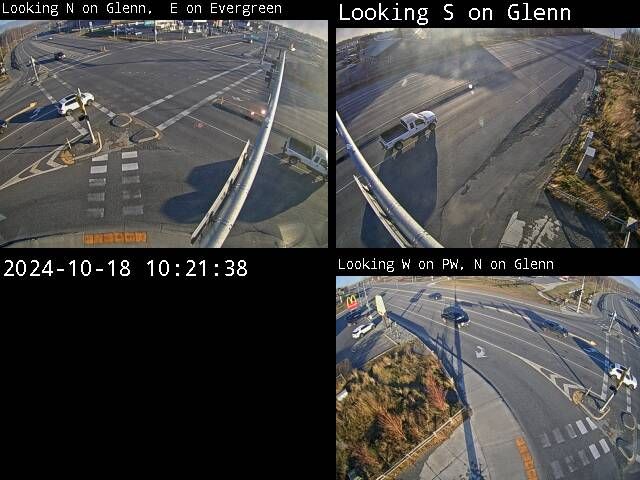 Looking N on Glenn,  E on Evergreen
Looking S on Glenn
2024-10-18 10:21:38
Looking W on PW, N on Glenn